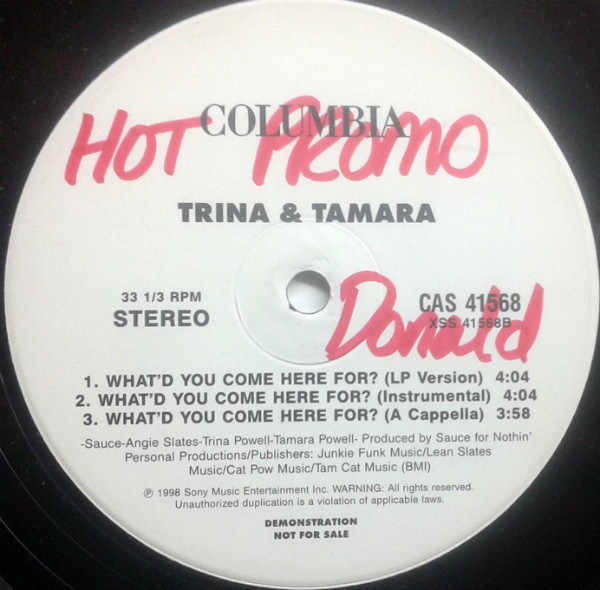 HOT PROMO
COLUMBIA
TRINA & TAMARA
33 1/3 RPM
STEREO
CAS 41568
XSS 41568B
Donald
1. WHAT'D YOU COME HERE FOR? (LP Version) 4:04
2. WHAT'D YOU COME HERE FOR? (Instrumental) 4:04
3. WHAT'D YOU COME HERE FOR? (A Cappella) 3:58
-Sauce-Angie Slates-Trina Powell-Tamara Powell- Produced by Sauce for Nothin'
Personal Productions/Publishers: Junkie Funk Music/Lean Slates
Music/Cat Pow Music/Tam Cat Music (BMI)
℗ 1998 Sony Music Entertainment Inc. WARNING: All rights reserved.
Unauthorized duplication is a violation of applicable laws.
DEMONSTRATION
NOT FOR SALE